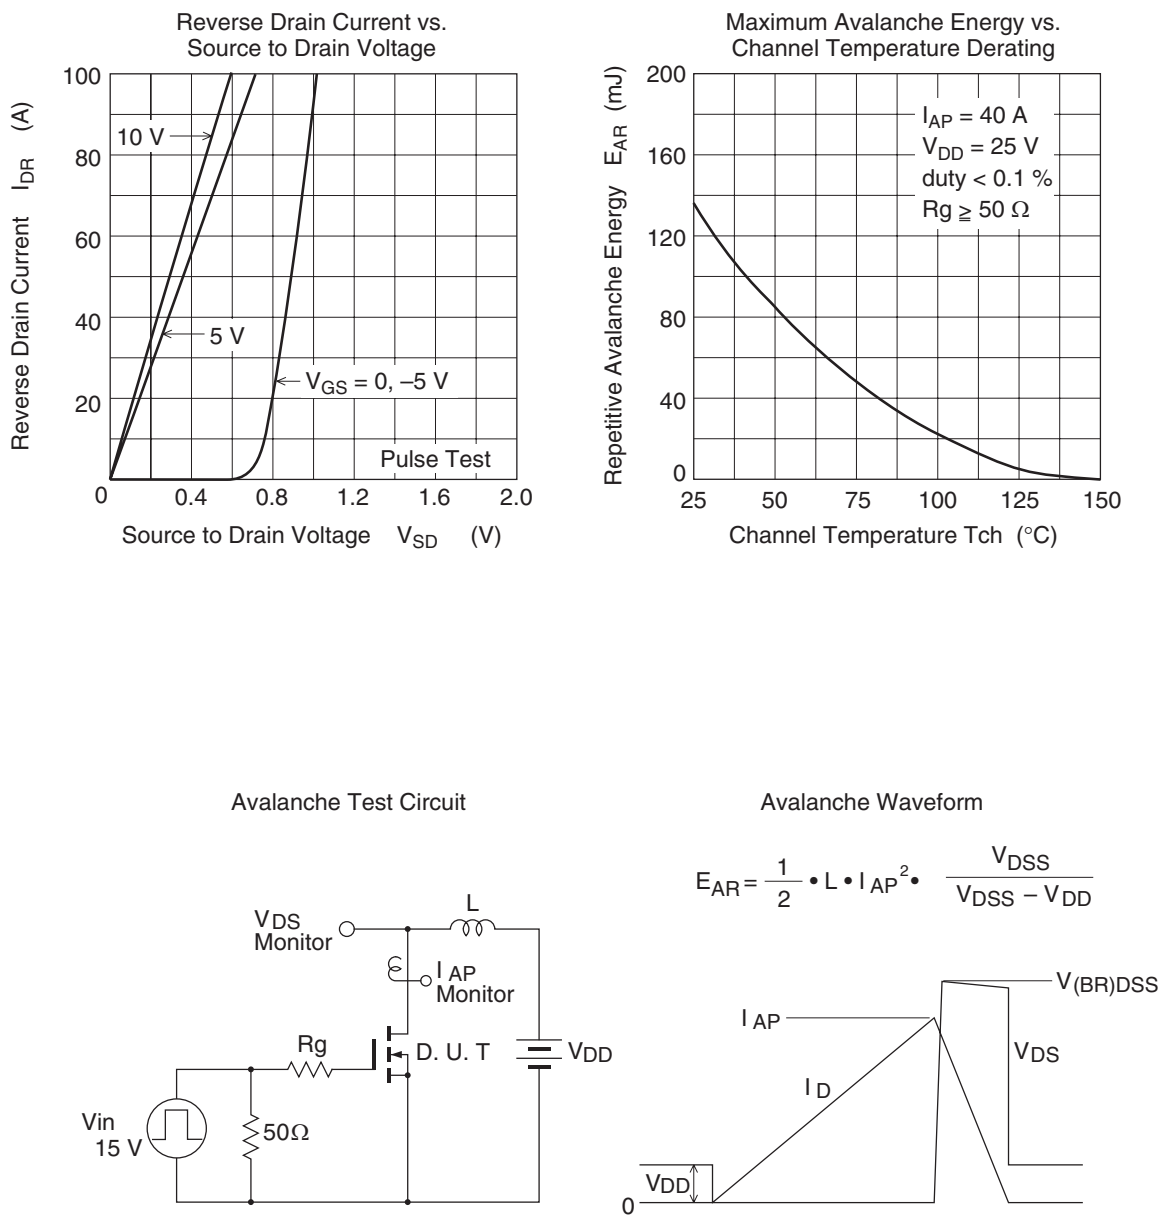 Reverse Drain Current vs.
Source to Drain Voltage
Reverse Drain Current I_DR (A)
100
80
60
40
20
0
10 V
5 V
V_GS = 0, –5 V
Pulse Test
0.4 0.8 1.2 1.6 2.0
Source to Drain Voltage V_SD (V)
Maximum Avalanche Energy vs.
Channel Temperature Derating
Repetitive Avalanche Energy E_AR (mJ)
200
160
120
80
40
0
I_AP = 40 A
V_DD = 25 V
duty < 0.1 %
Rg ≧ 50 Ω
25 50 75 100 125 150
Channel Temperature Tch (°C)
Avalanche Test Circuit
V_DS
Monitor
L
I_AP
Monitor
Rg
D. U. T
V_DD
Vin
15 V
50Ω
Avalanche Waveform
E_AR = 1/2 • L • I_AP² • V_DSS / (V_DSS – V_DD)
V_(BR)DSS
I_AP
V_DS
I_D
V_DD
0